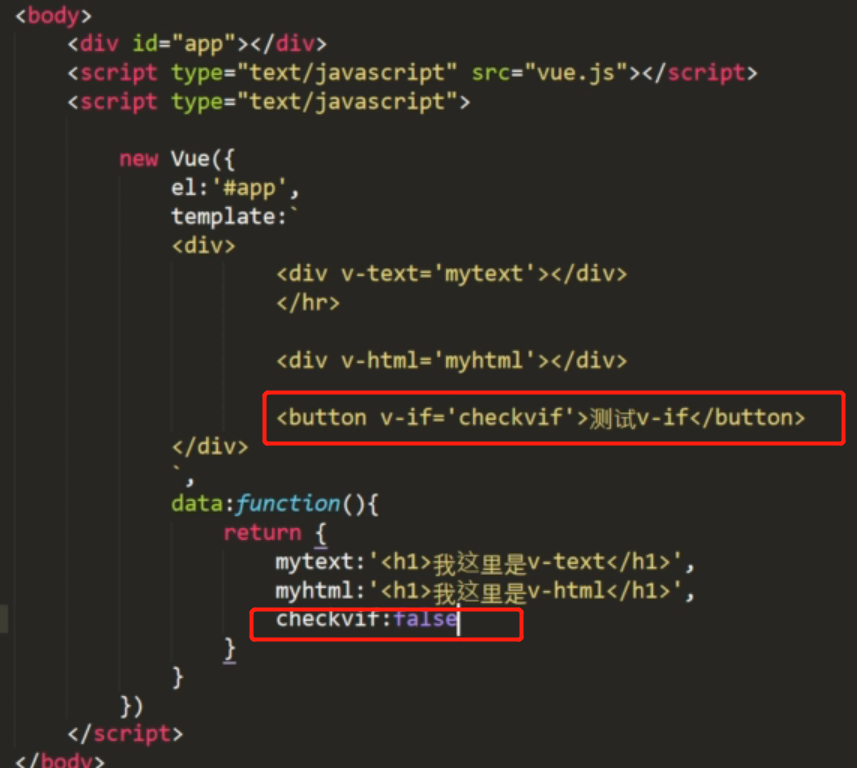 <body>
<div id="app"></div>
<script type="text/javascript" src="vue.js"></script>
<script type="text/javascript">
new Vue({
el:'#app',
template:`
<div>
<div v-text='mytext'></div>
</hr>
<div v-html='myhtml'></div>
<button v-if='checkvif'>测试v-if</button>
</div>
`,
data:function(){
return {
mytext:'<h1>我这里是v-text</h1>',
myhtml:'<h1>我这里是v-html</h1>',
checkvif:false
}
}
})
</script>
</body>